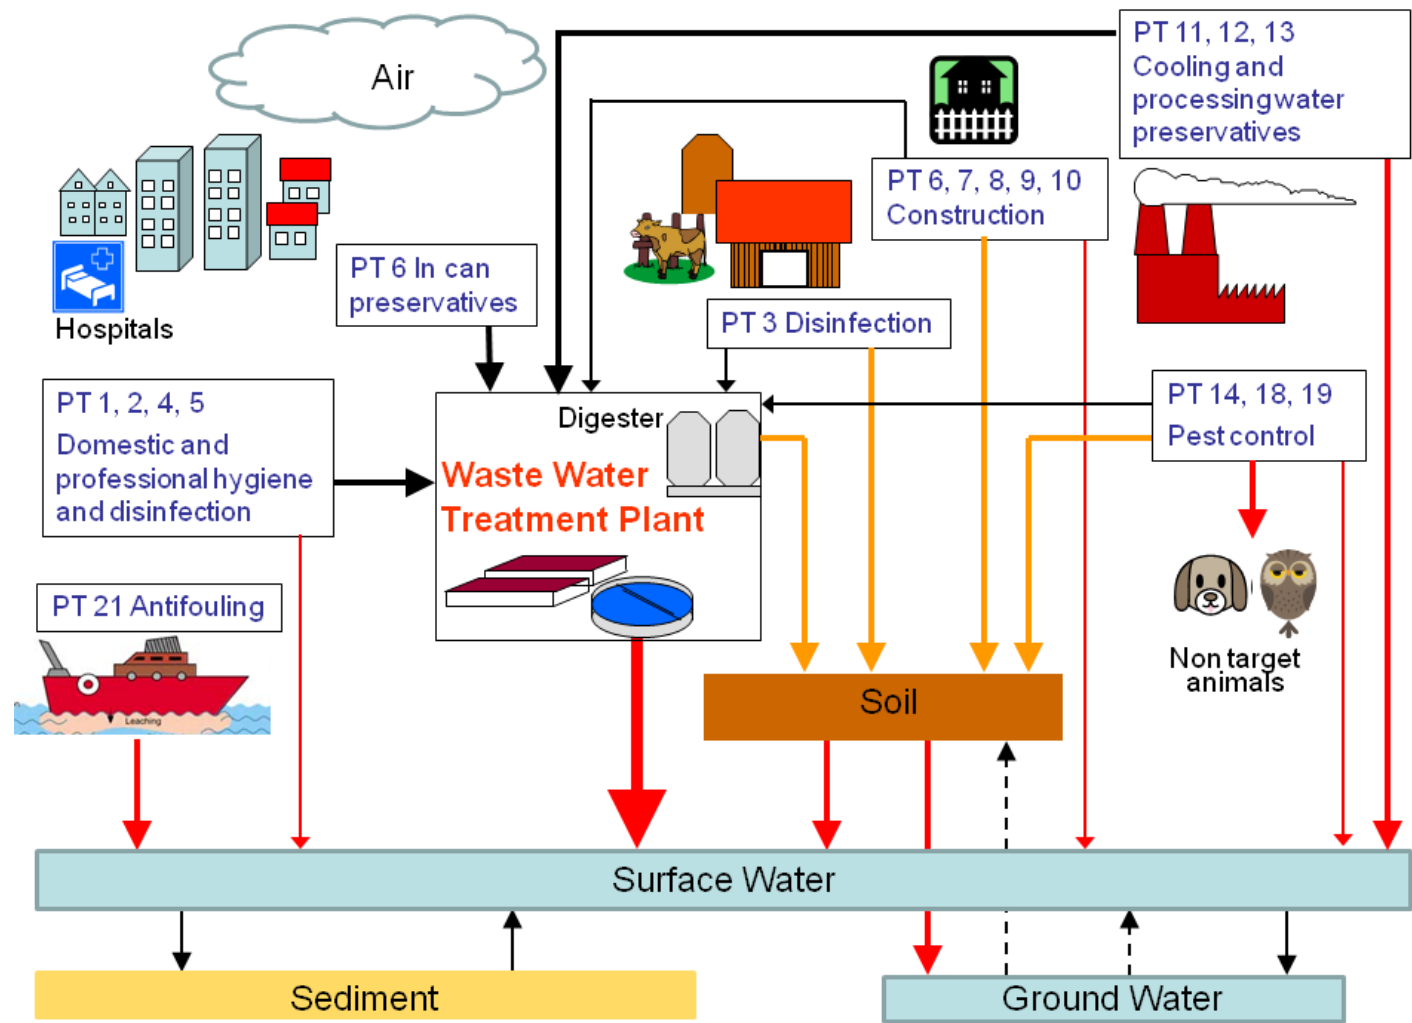 Air
PT 11, 12, 13
Cooling and
processingwater
preservatives
PT 6, 7, 8, 9, 10
Construction
PT 6 In can
preservatives
Hospitals
PT 3 Disinfection
PT 1, 2, 4, 5
Domestic and
professional hygiene
and disinfection
Digester
Waste Water
Treatment Plant
PT 14, 18, 19
Pest control
PT 21 Antifouling
Leaching
Non target
animals
Soil
Surface Water
Sediment
Ground Water